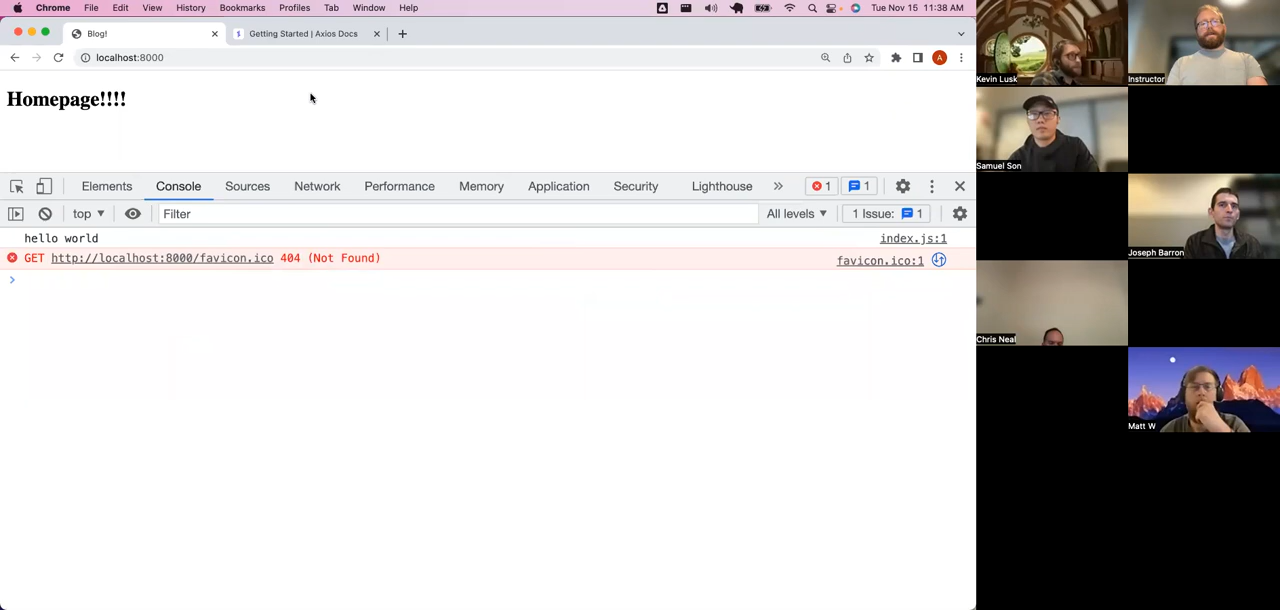 Chrome File Edit View History Bookmarks Profiles Tab Window Help Tue Nov 15 11:38 AM
Blog! Getting Started | Axios Docs
localhost:8000 A
Homepage!!!!
Elements Console Sources Network Performance Memory Application Security Lighthouse 1 1
top Filter All levels 1 Issue: 1
hello world index.js:1
GET http://localhost:8000/favicon.ico 404 (Not Found) favicon.ico:1
Kevin Lusk
Instructor
Samuel Son
Joseph Barron
Chris Neal
Matt W